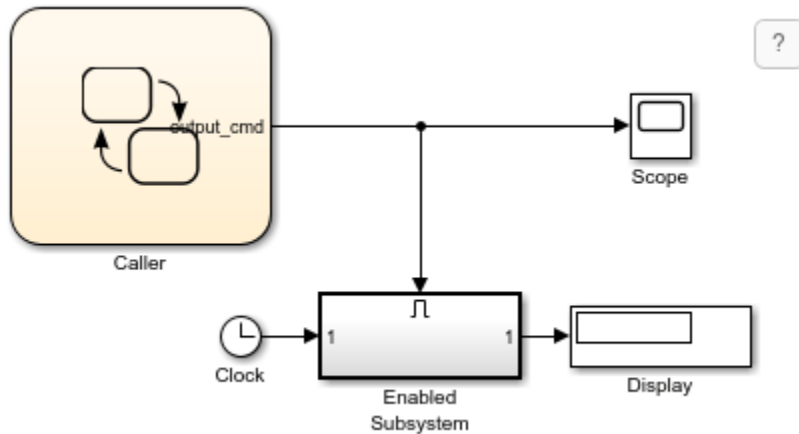 ?
output_cmd
Scope
Caller
1
1
Clock
Enabled
Subsystem
Display